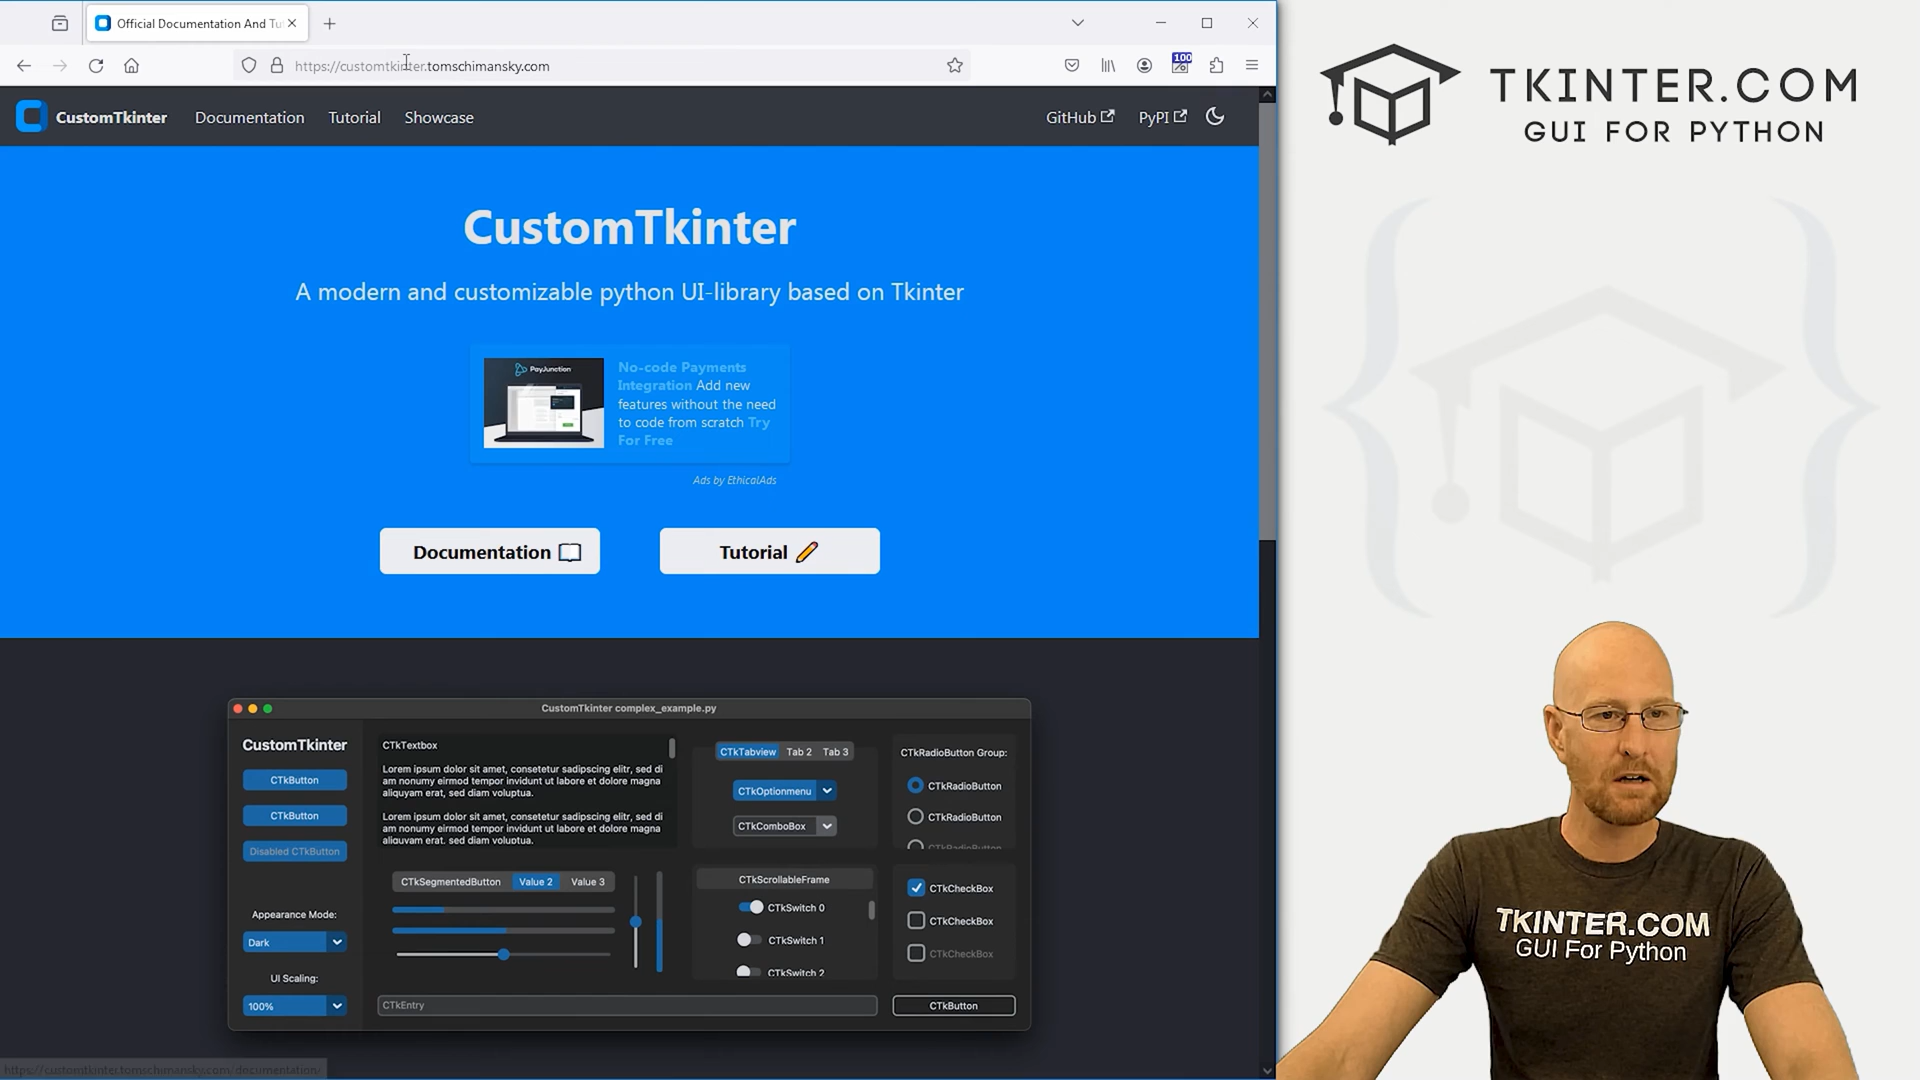 Official Documentation And Tu
100
https://customtkinter.tomschimansky.com
CustomTkinter
Documentation
Tutorial
Showcase
GitHub
PyPI
CustomTkinter
A modern and customizable python UI-library based on Tkinter
PayJunction
No-code Payments
Integration Add new
features without the need
to code from scratch Try
For Free
Ads by EthicalAds
Documentation
Tutorial
CustomTkinter complex_example.py
CustomTkinter
CTkButton
CTkButton
Disabled CTkButton
Appearance Mode:
Dark
UI Scaling:
100%
CTkTextbox
Lorem ipsum dolor sit amet, consetetur sadipscing elitr, sed di
am nonumy eirmod tempor invidunt ut labore et dolore magna
aliquyam erat, sed diam voluptua.
Lorem ipsum dolor sit amet, consetetur sadipscing elitr, sed di
am nonumy eirmod tempor invidunt ut labore et dolore magna
aliquyam erat, sed diam voluptua.
CTkSegmentedButton
Value 2
Value 3
CTkEntry
CTkTabview
Tab 2
Tab 3
CTkOptionmenu
CTkComboBox
CTkScrollableFrame
CTkSwitch 0
CTkSwitch 1
CTkSwitch 2
CTkRadioButton Group:
CTkRadioButton
CTkRadioButton
CTkRadioButton
CTkCheckBox
CTkCheckBox
CTkCheckBox
CTkButton
https://customtkinter.tomschimansky.com/documentation/
TKINTER.COM
GUI FOR PYTHON
TKINTER.COM
GUI For Python